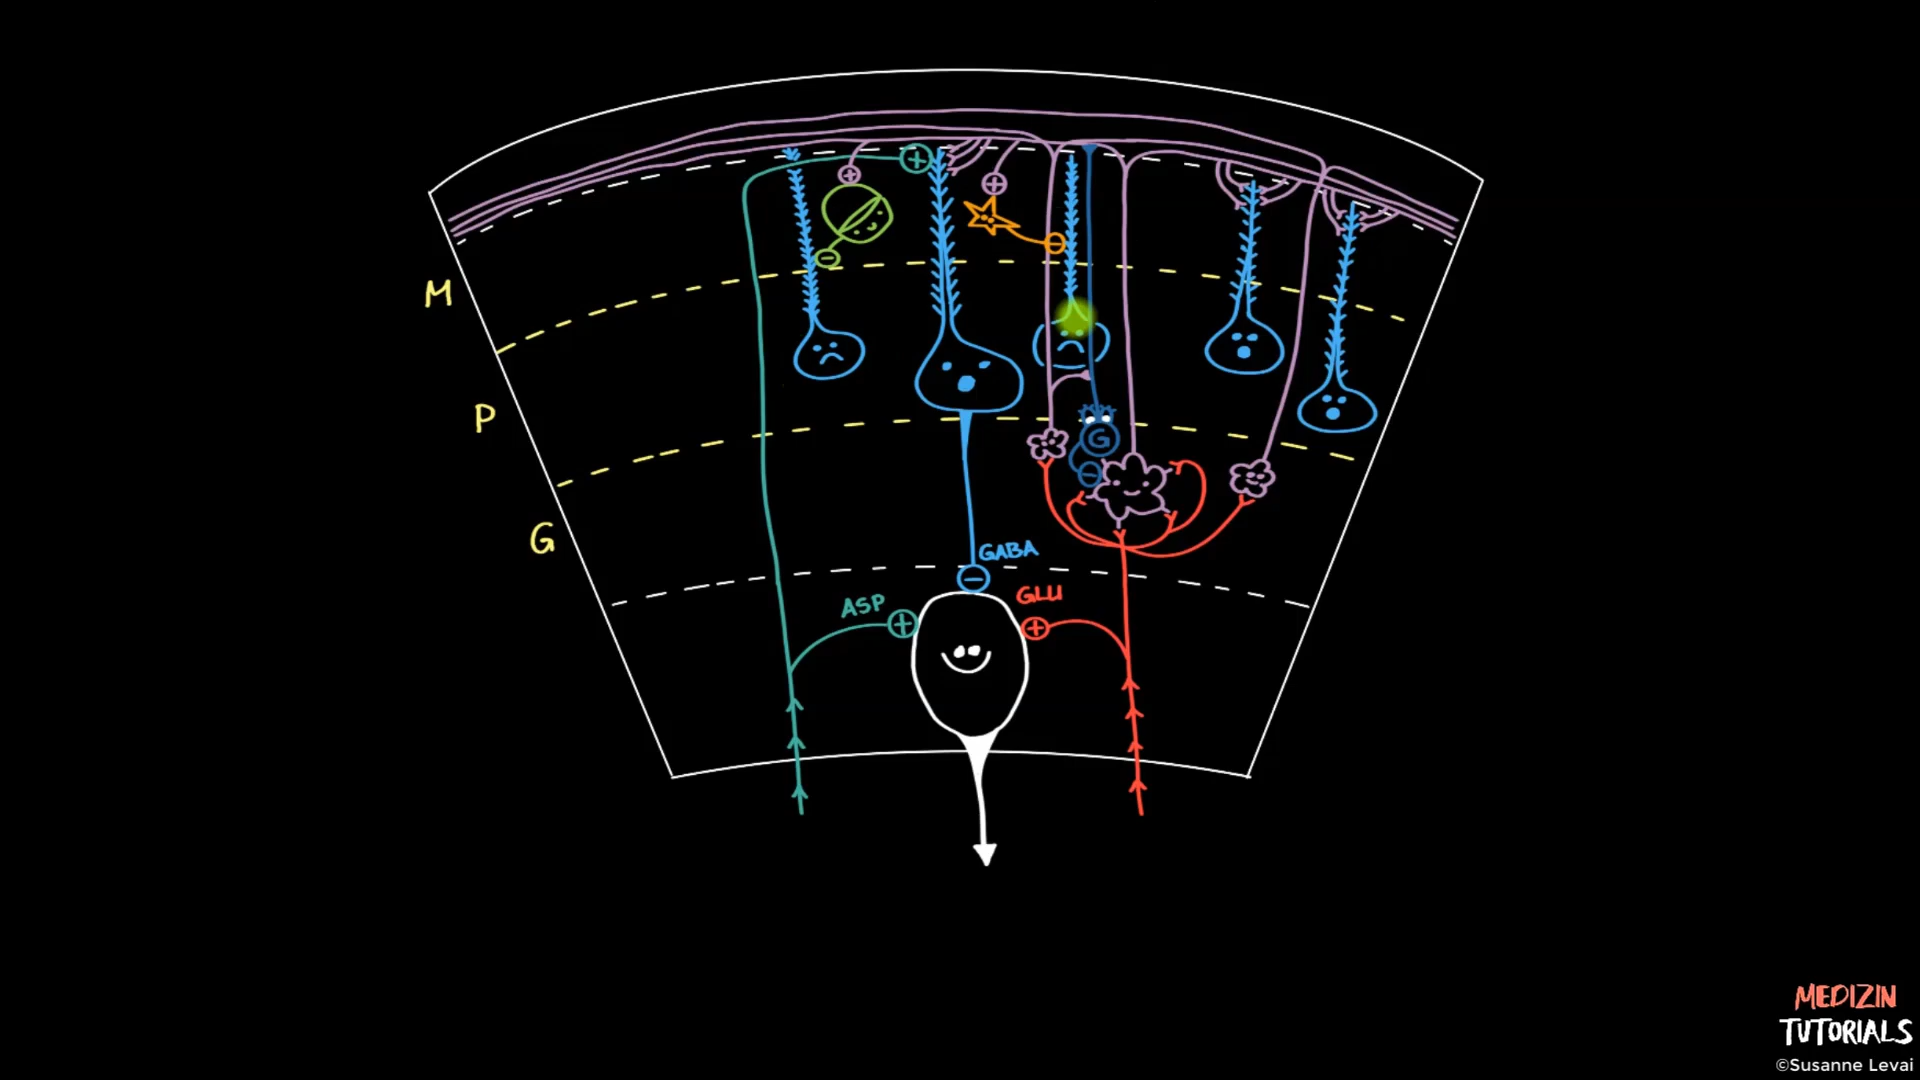 M
P
G
G
GABA
ASP
GLU
MEDIZIN
TUTORIALS
©Susanne Levai